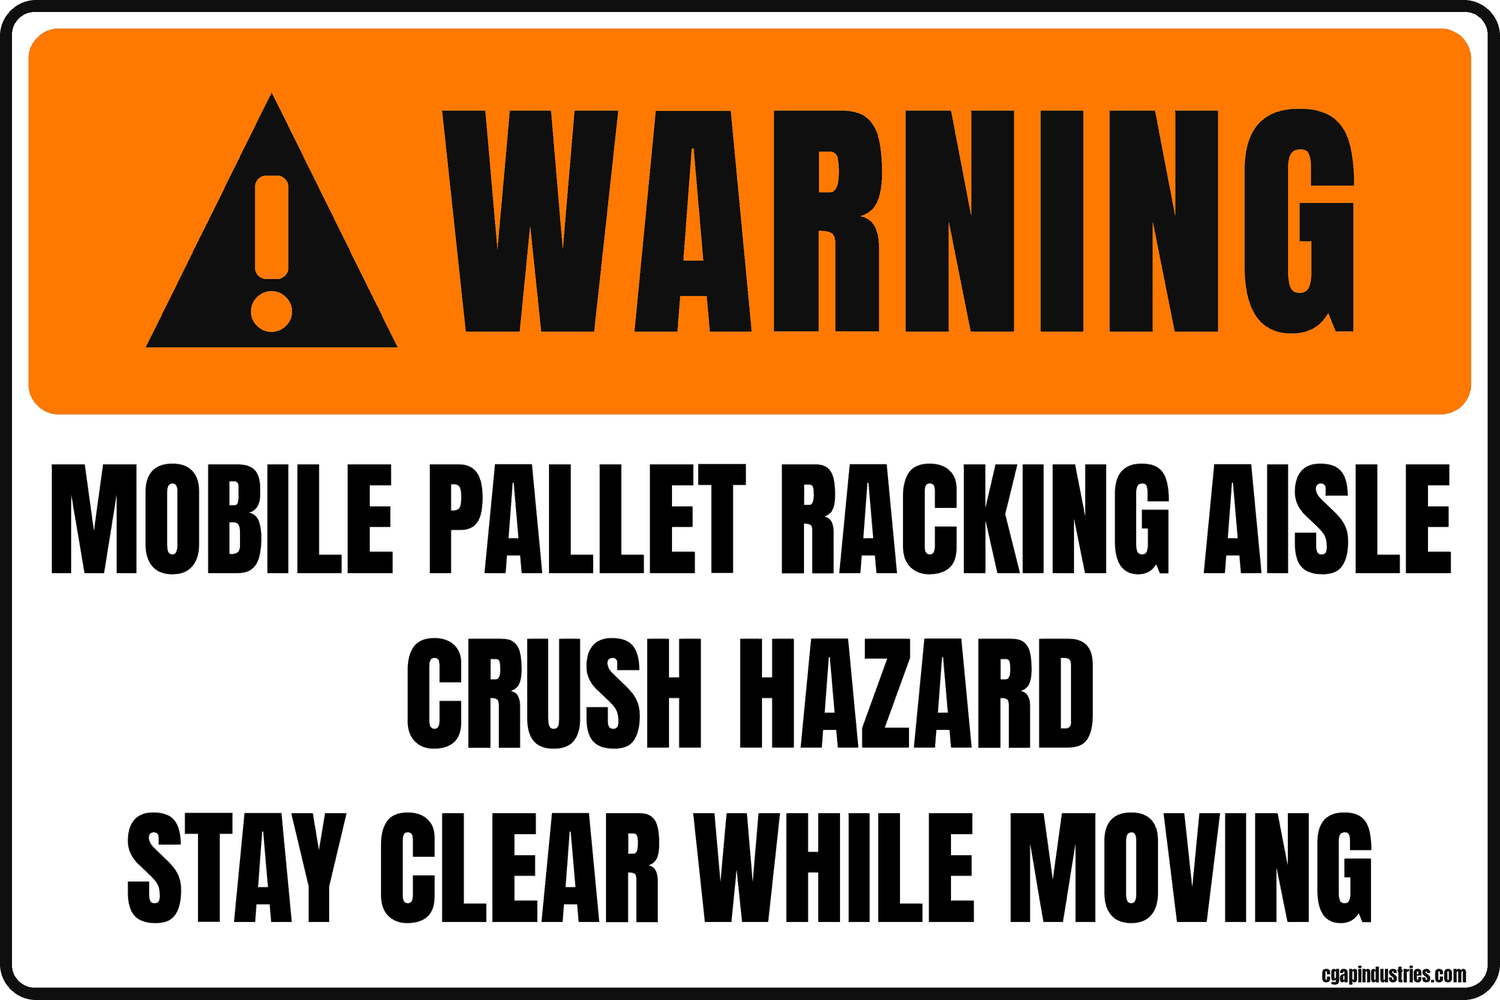 WARNING
MOBILE PALLET RACKING AISLE
CRUSH HAZARD
STAY CLEAR WHILE MOVING
cgapindustries.com